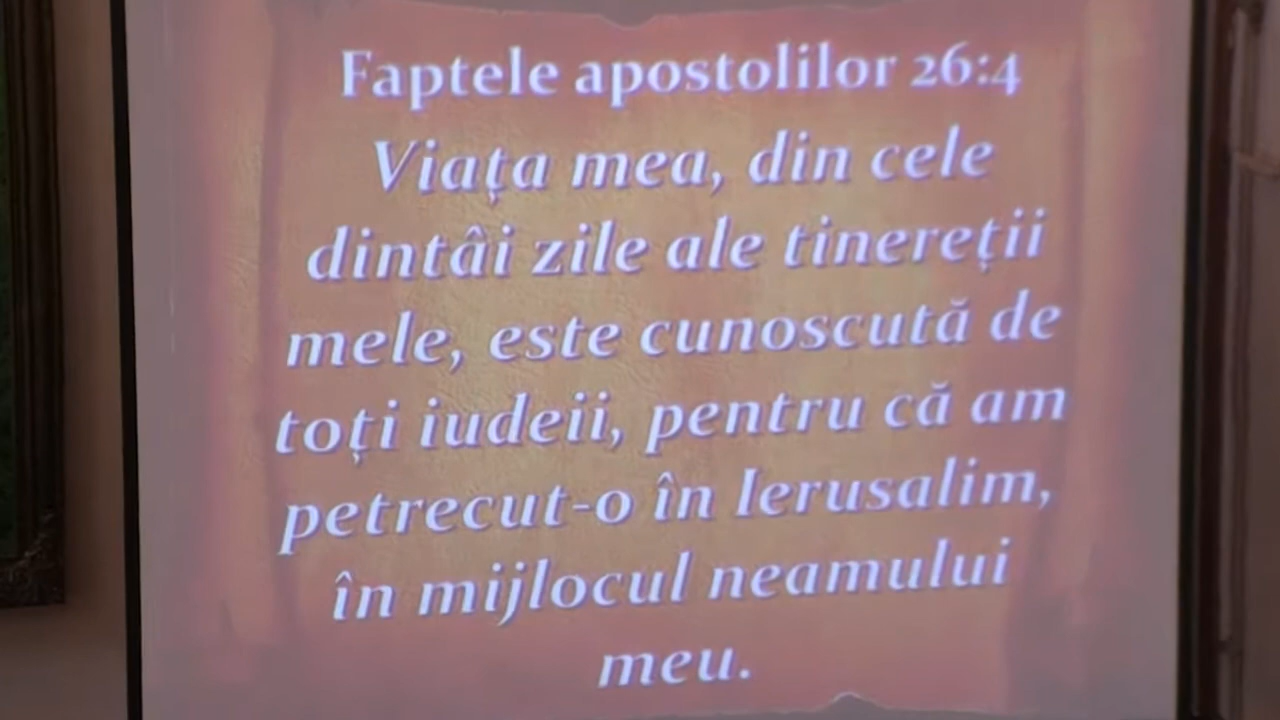 Faptele apostolilor 26:4
Viața mea, din cele
dintâi zile ale tinereții
mele, este cunoscută de
toți iudeii, pentru că am
petrecut-o în Ierusalim,
în mijlocul neamului
meu.